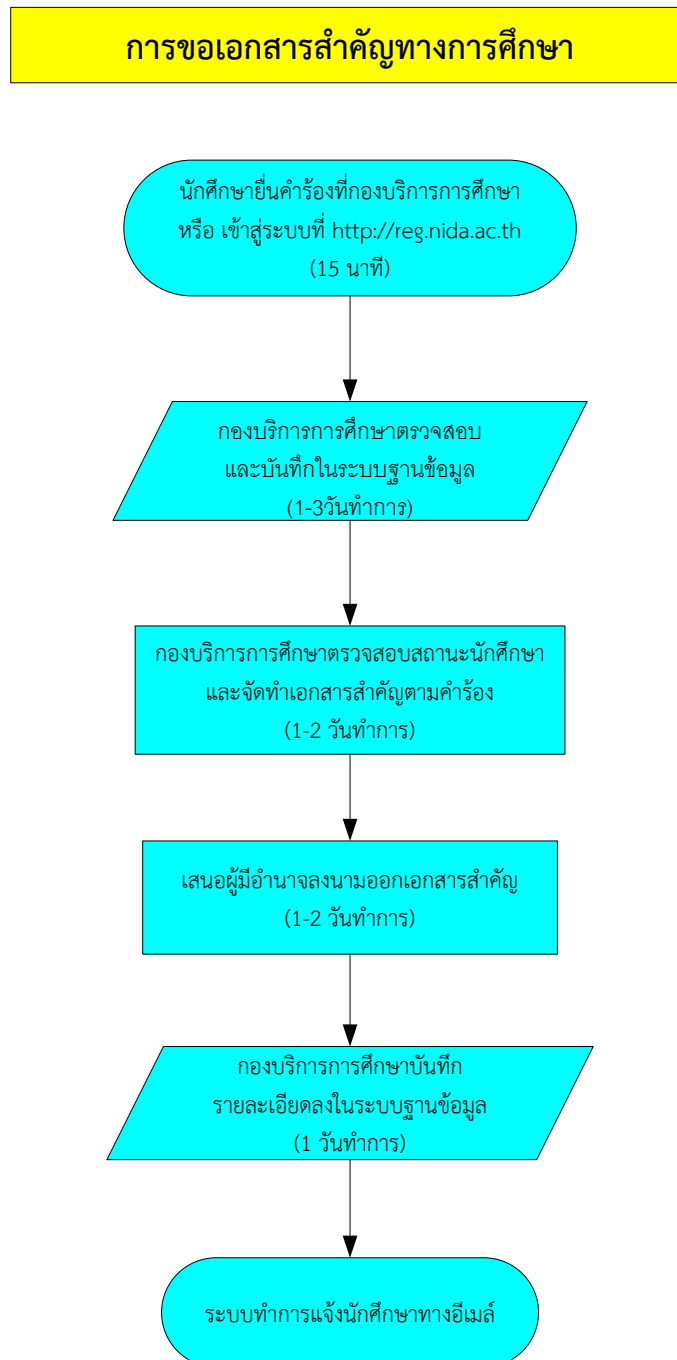 การขอเอกสารสำคัญทางการศึกษา
นักศึกษายื่นคำร้องที่กองบริการการศึกษา
หรือ เข้าสู่ระบบที่ http://reg.nida.ac.th
(15 นาที)
กองบริการการศึกษาตรวจสอบ
และบันทึกในระบบฐานข้อมูล
(1-3วันทำการ)
กองบริการการศึกษาตรวจสอบสถานะนักศึกษา
และจัดทำเอกสารสำคัญตามคำร้อง
(1-2 วันทำการ)
เสนอผู้มีอำนาจลงนามออกเอกสารสำคัญ
(1-2 วันทำการ)
กองบริการการศึกษาบันทึก
รายละเอียดลงในระบบฐานข้อมูล
(1 วันทำการ)
ระบบทำการแจ้งนักศึกษาทางอีเมล์